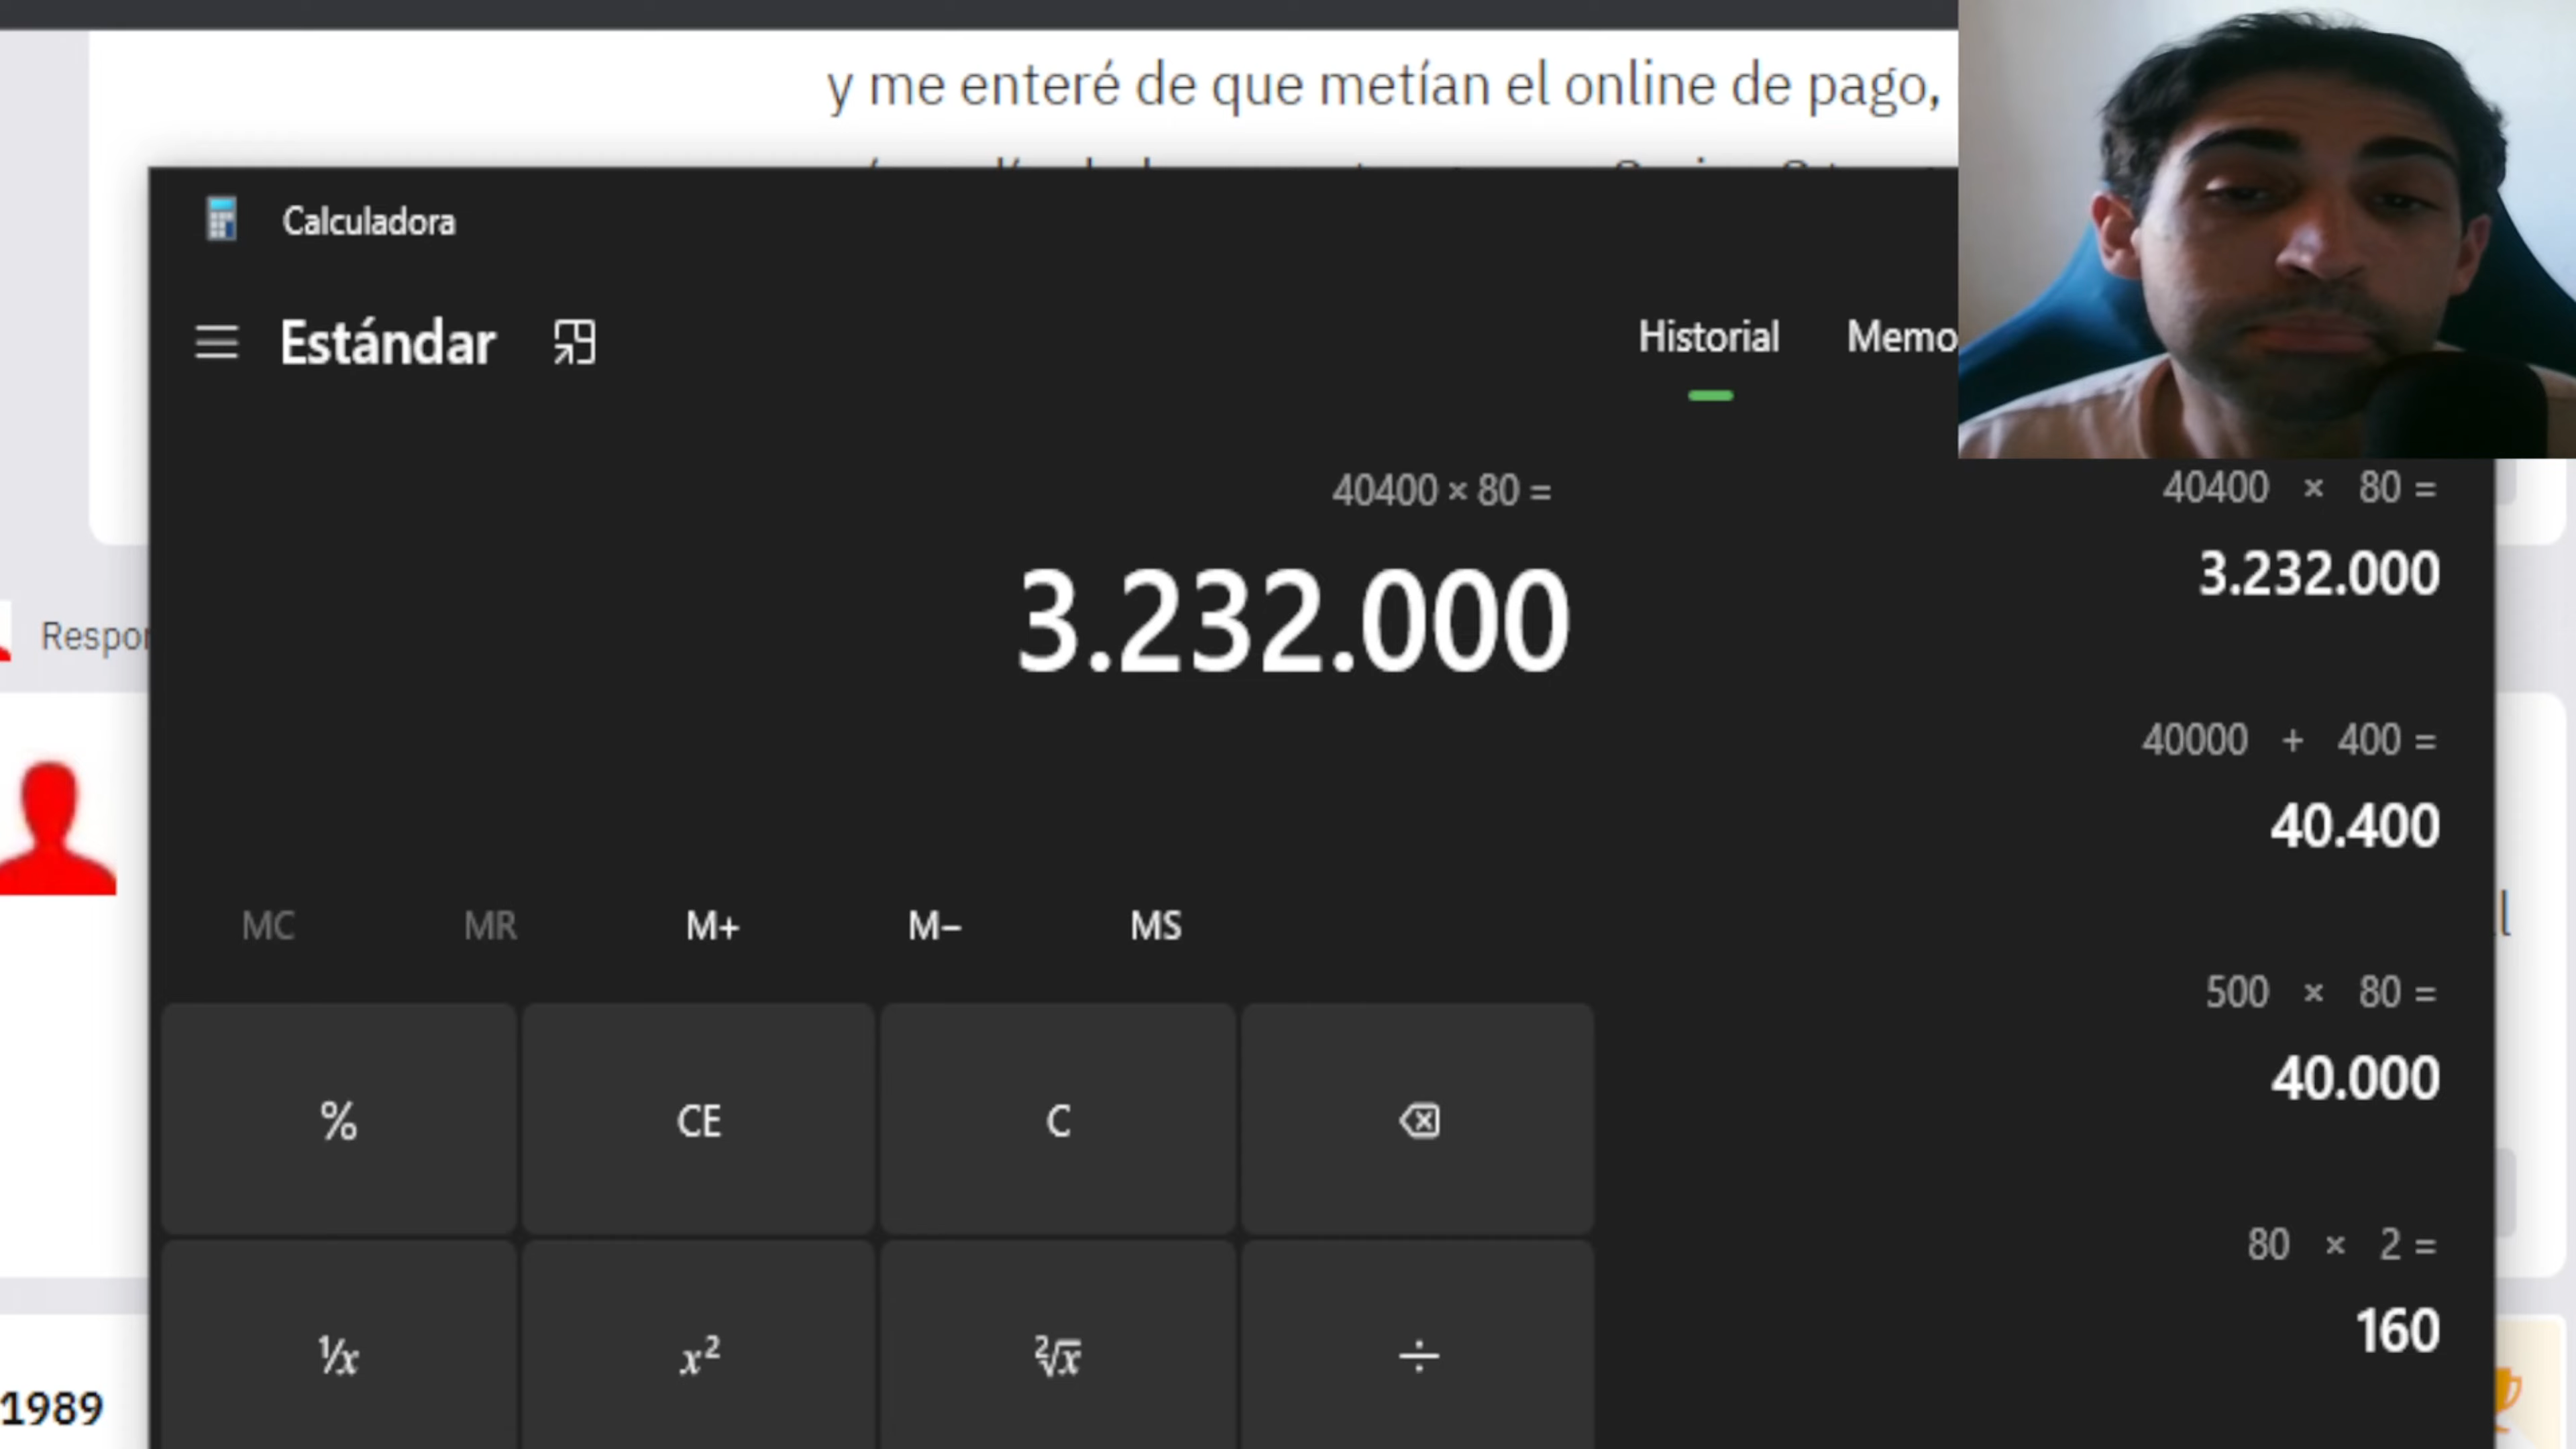 y me enteré de que metían el online de pago,
Calculadora
Estándar
Historial
Memo
40400 × 80 =
3.232.000
40400 × 80 =
3.232.000
40000 + 400 =
40.400
500 × 80 =
40.000
80 × 2 =
160
Respon
MC MR M+ M− MS
% CE C
⅟x x² ²√x ÷
1989